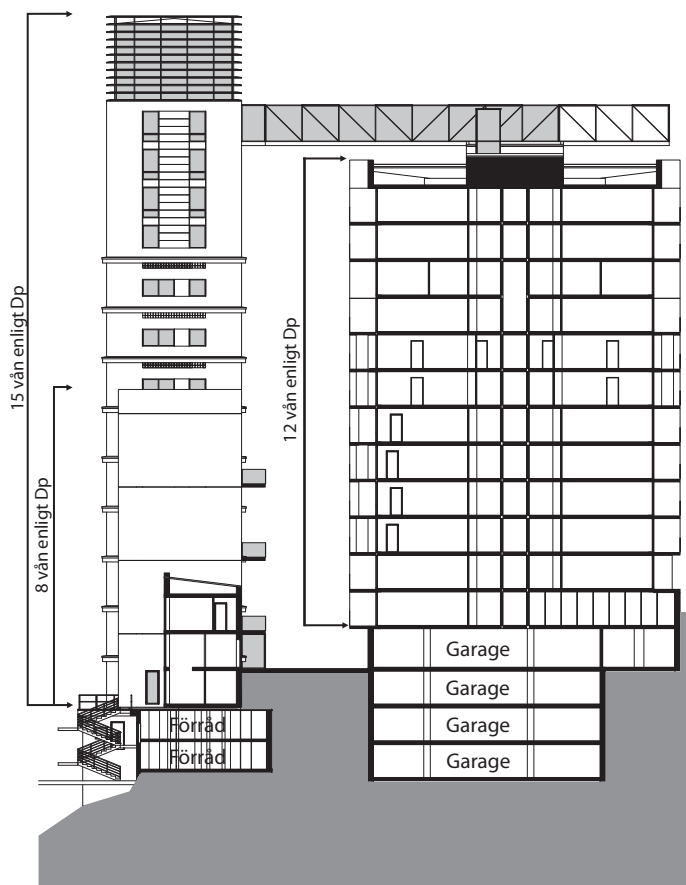 15 vån enligt Dp
8 vån enligt Dp
12 vån enligt Dp
Garage
Garage
Garage
Garage
Förråd
Förråd